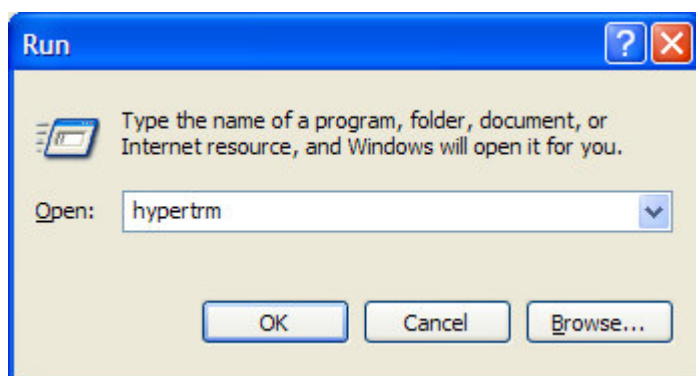 Run
Type the name of a program, folder, document, or
Internet resource, and Windows will open it for you.
Open: hypertrm
OK Cancel Browse...